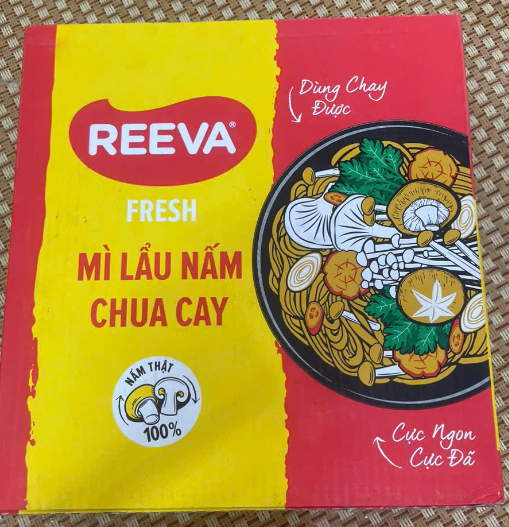 Dùng Chay
Được
REEVA®
FRESH
MÌ LẨU NẤM
CHUA CAY
NẤM THẬT
100%
Cực Ngon
Cực Đã